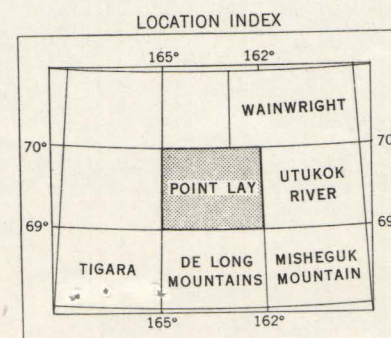 LOCATION INDEX
165° 162°
WAINWRIGHT
70° 70
POINT LAY
UTUKOK
RIVER
69° 69
TIGARA
DE LONG
MOUNTAINS
MISHEGUK
MOUNTAIN
165° 162°